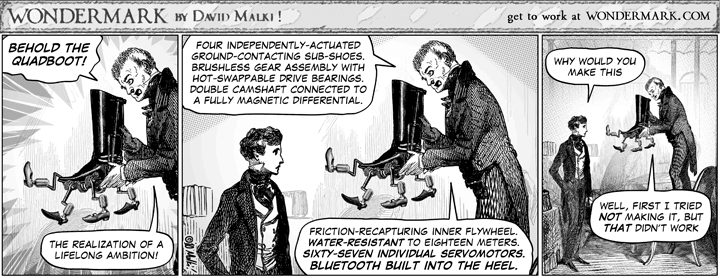 WONDERMARK BY DAVID MALKI !
get to work at WONDERMARK.COM
BEHOLD THE
QUADBOOT!
THE REALIZATION OF A
LIFELONG AMBITION!
FOUR INDEPENDENTLY-ACTUATED
GROUND-CONTACTING SUB-SHOES.
BRUSHLESS GEAR ASSEMBLY WITH
HOT-SWAPPABLE DRIVE BEARINGS.
DOUBLE CAMSHAFT CONNECTED TO
A FULLY MAGNETIC DIFFERENTIAL.
FRICTION-RECAPTURING INNER FLYWHEEL.
WATER-RESISTANT TO EIGHTEEN METERS.
SIXTY-SEVEN INDIVIDUAL SERVOMOTORS.
BLUETOOTH BUILT INTO THE HEEL.
WHY WOULD YOU
MAKE THIS
WELL, FIRST I TRIED
NOT MAKING IT, BUT
THAT DIDN'T WORK